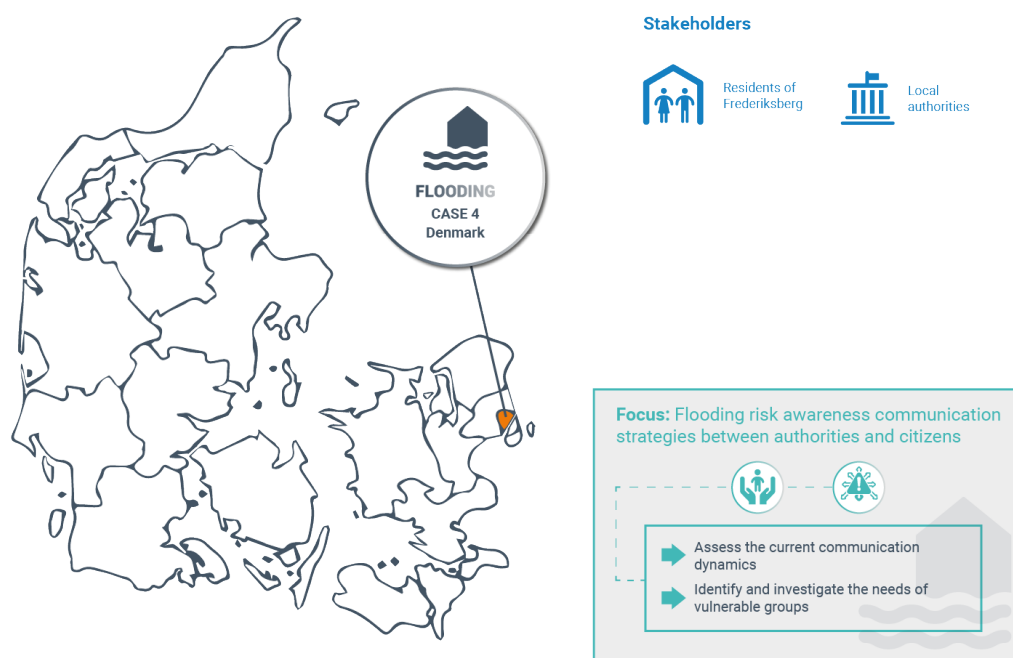 Stakeholders
Residents of
Frederiksberg
Local
authorities
FLOODING
CASE 4
Denmark
Focus: Flooding risk awareness communication
strategies between authorities and citizens
Assess the current communication
dynamics
Identify and investigate the needs of
vulnerable groups